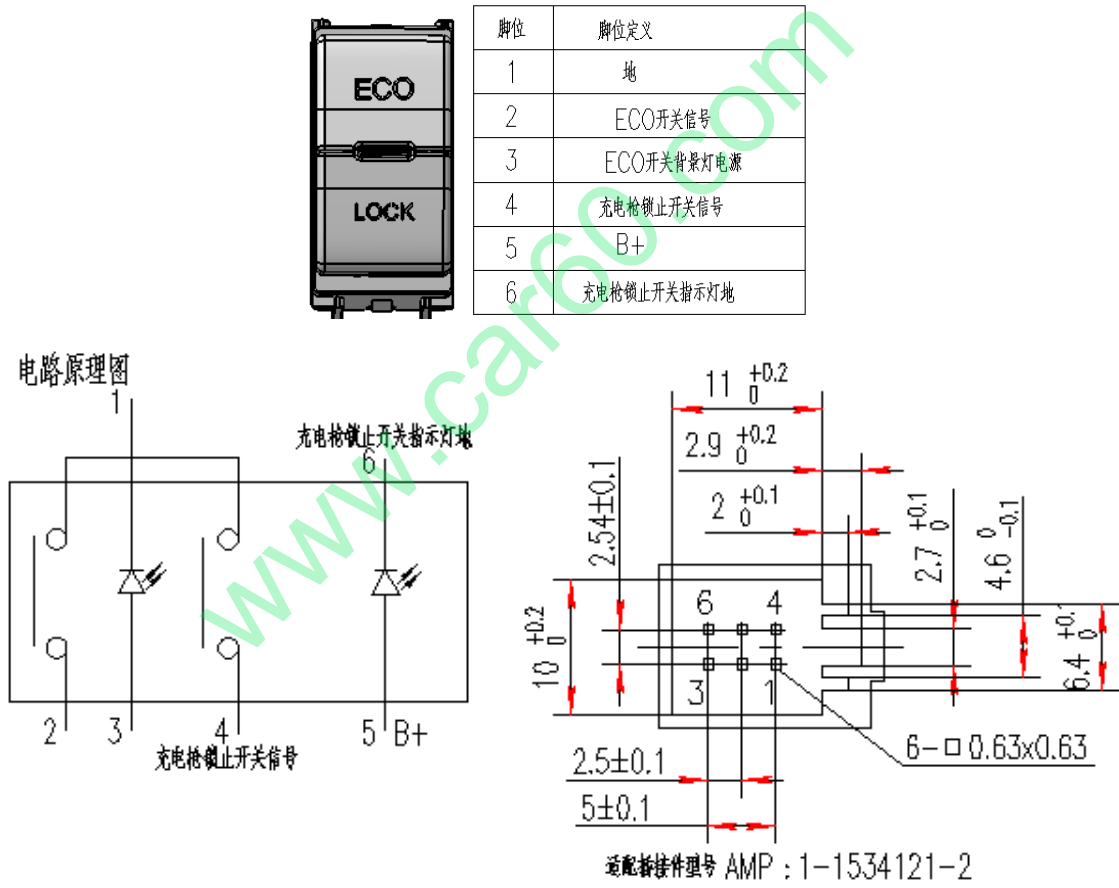 ECO
LOCK
脚位 脚位定义
1 地
2 ECO开关信号
3 ECO开关背景灯电源
4 充电枪锁止开关信号
5 B+
6 充电枪锁止开关指示灯地
电路原理图
1
充电枪锁止开关指示灯地
6
2 3 4 5 B+
充电枪锁止开关信号
11 +0.2 0
2.9 +0.2 0
2 +0.1 0
2.54±0.1
2.7 +0.1 0
4.6 0 -0.1
10 +0.2 0
6.4 0
6 4
3 1
6-□0.63x0.63
2.5±0.1
5±0.1
适配接插件型号 AMP：1-1534121-2
www.car60.com